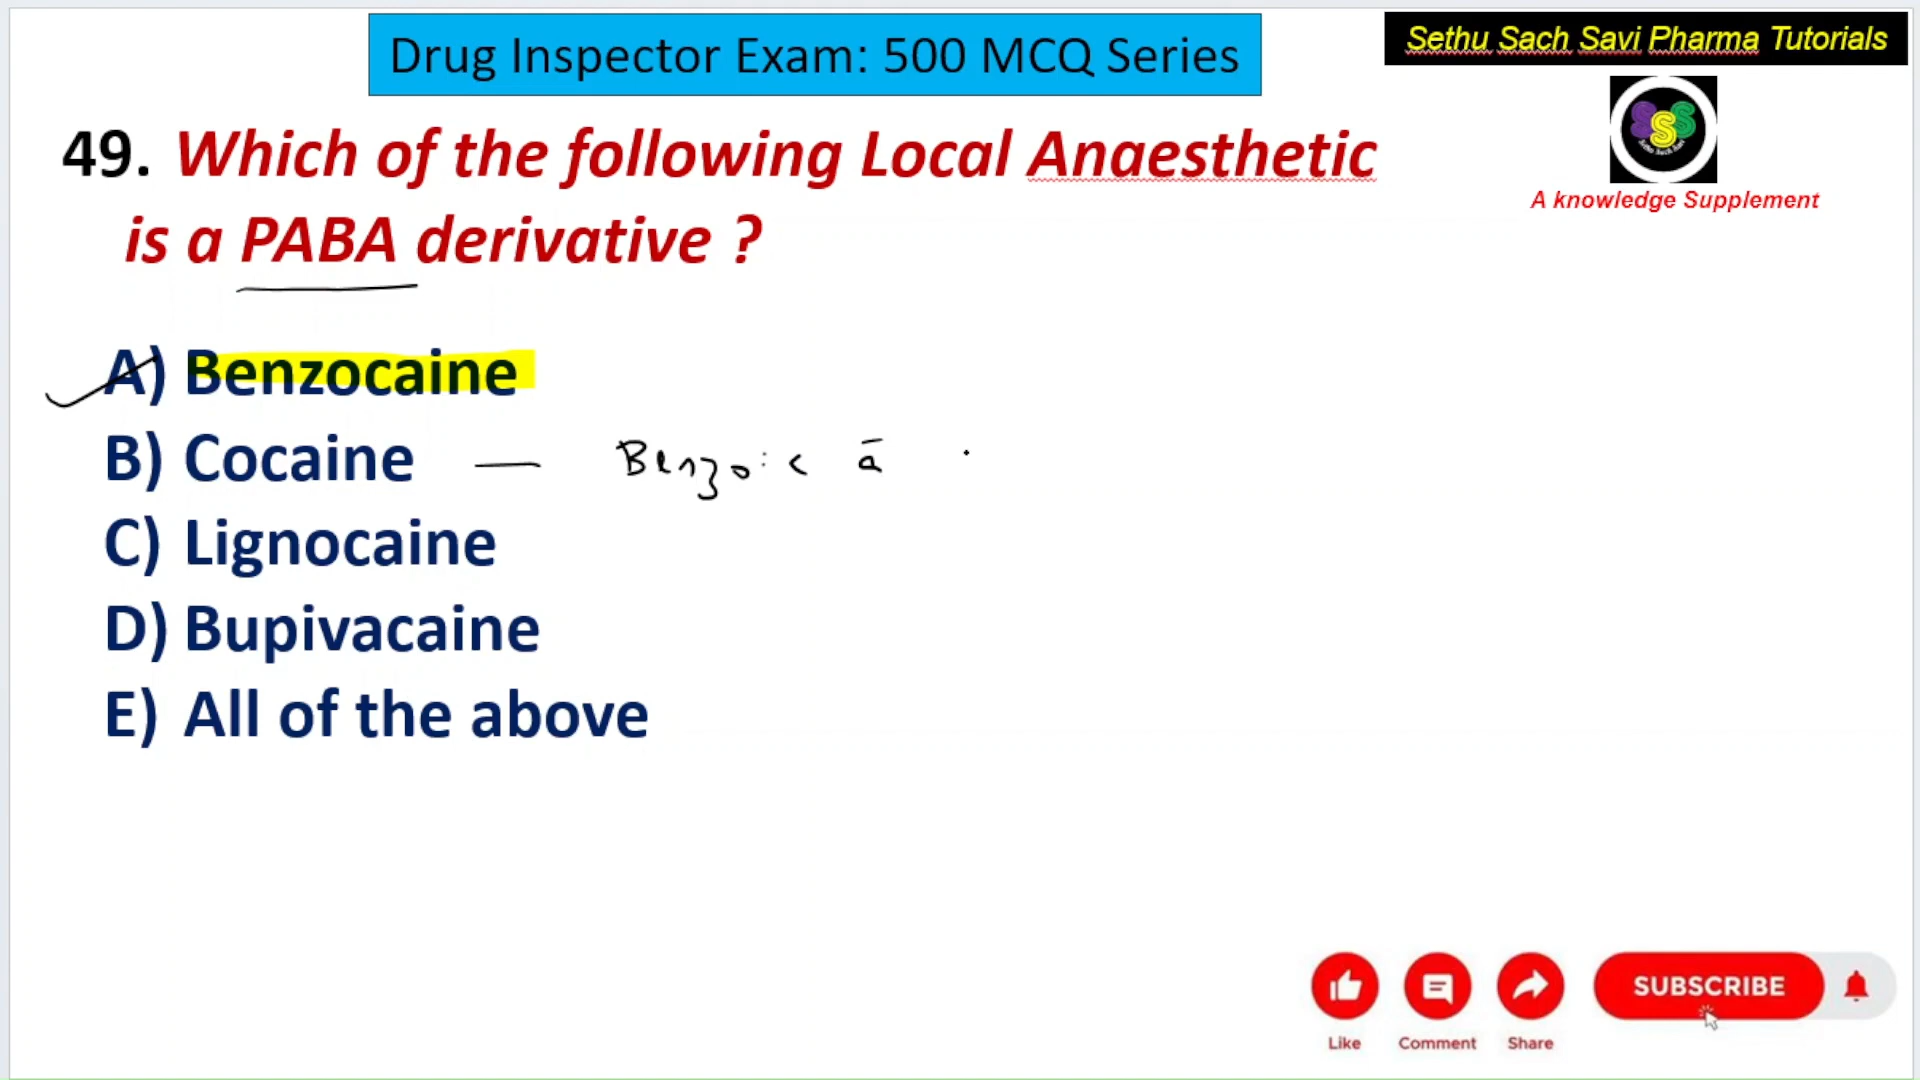 Drug Inspector Exam: 500 MCQ Series
Sethu Sach Savi Pharma Tutorials
A knowledge Supplement
49. Which of the following Local Anaesthetic
is a PABA derivative ?
A) Benzocaine
B) Cocaine — Benzoic ā
C) Lignocaine
D) Bupivacaine
E) All of the above
SUBSCRIBE
Like Comment Share